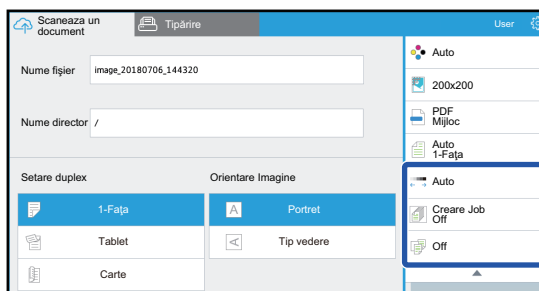 Scaneaza un
document
Tipărire
User
Nume fişier
image_20180706_144320
Nume director
/
Setare duplex
Orientare Imagine
1-Faţa
Tablet
Carte
A
Portret
A
Tip vedere
Auto
200x200
PDF
Mijloc
Auto
1-Faţa
Auto
Creare Job
Off
Off